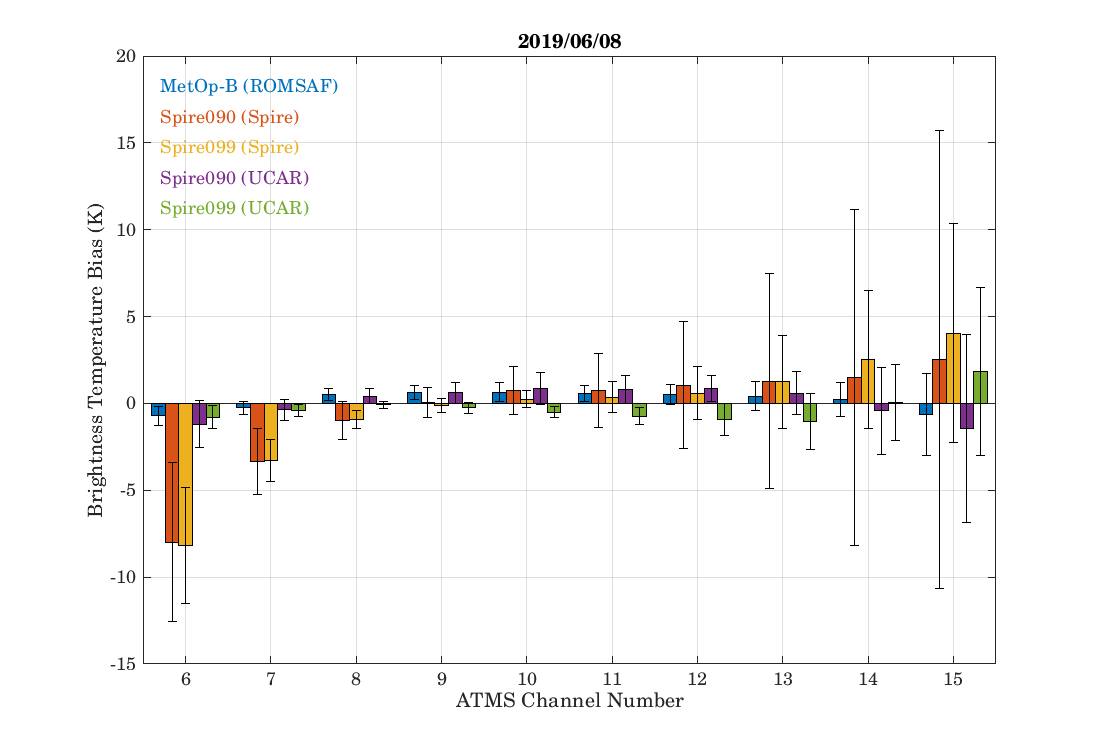 2019/06/08
20
15
10
5
0
-5
-10
-15
Brightness Temperature Bias (K)
MetOp-B (ROMSAF)
Spire090 (Spire)
Spire099 (Spire)
Spire090 (UCAR)
Spire099 (UCAR)
6 7 8 9 10 11 12 13 14 15
ATMS Channel Number